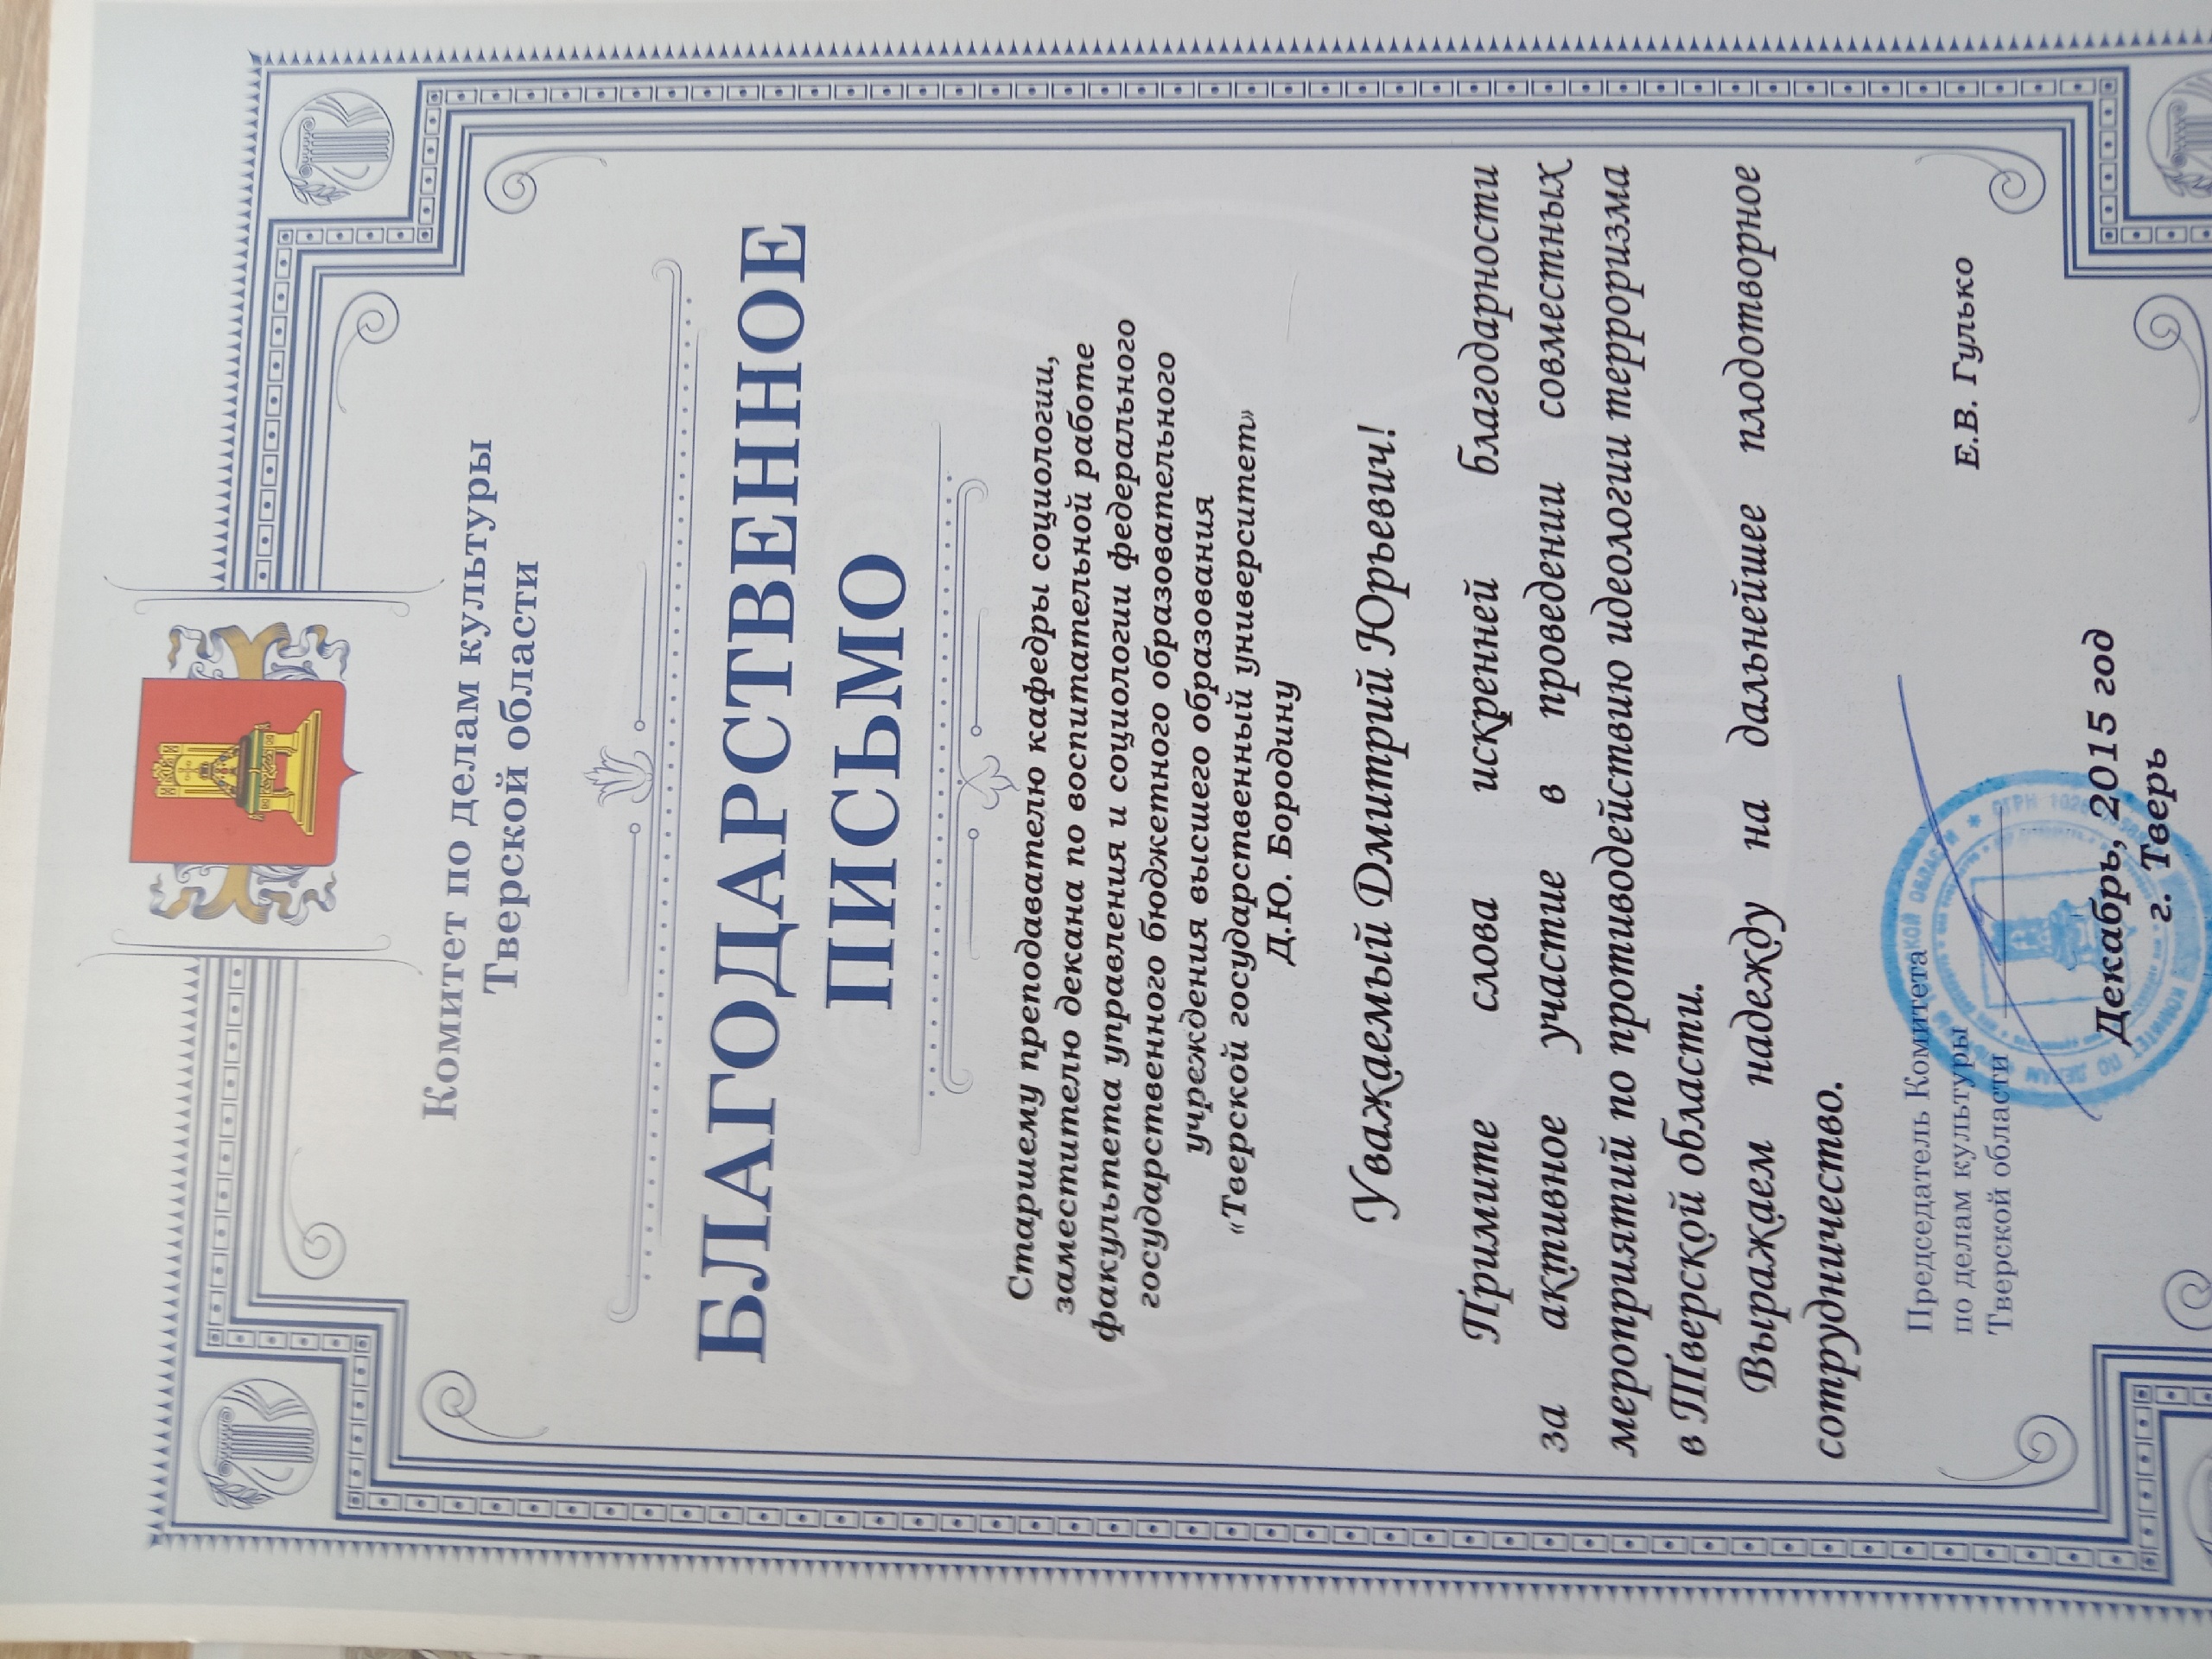 Комитет по делам культуры
Тверской области
БЛАГОДАРСТВЕННОЕ
ПИСЬМО
Старшему преподавателю кафедры социологии,
заместителю декана по воспитательной работе
факультета управления и социологии федерального
государственного бюджетного образовательного
учреждения высшего образования
«Тверской государственный университет»
Д.Ю. Бородину
Уважаемый Дмитрий Юрьевич!
Примите слова искренней благодарности
за активное участие в проведении совместных
мероприятий по противодействию идеологии терроризма
в Тверской области.
Выражаем надежду на дальнейшее плодотворное
сотрудничество.
Председатель Комитета
по делам культуры
Тверской области
Е.В. Гулько
Декабрь, 2015 год
г. Тверь